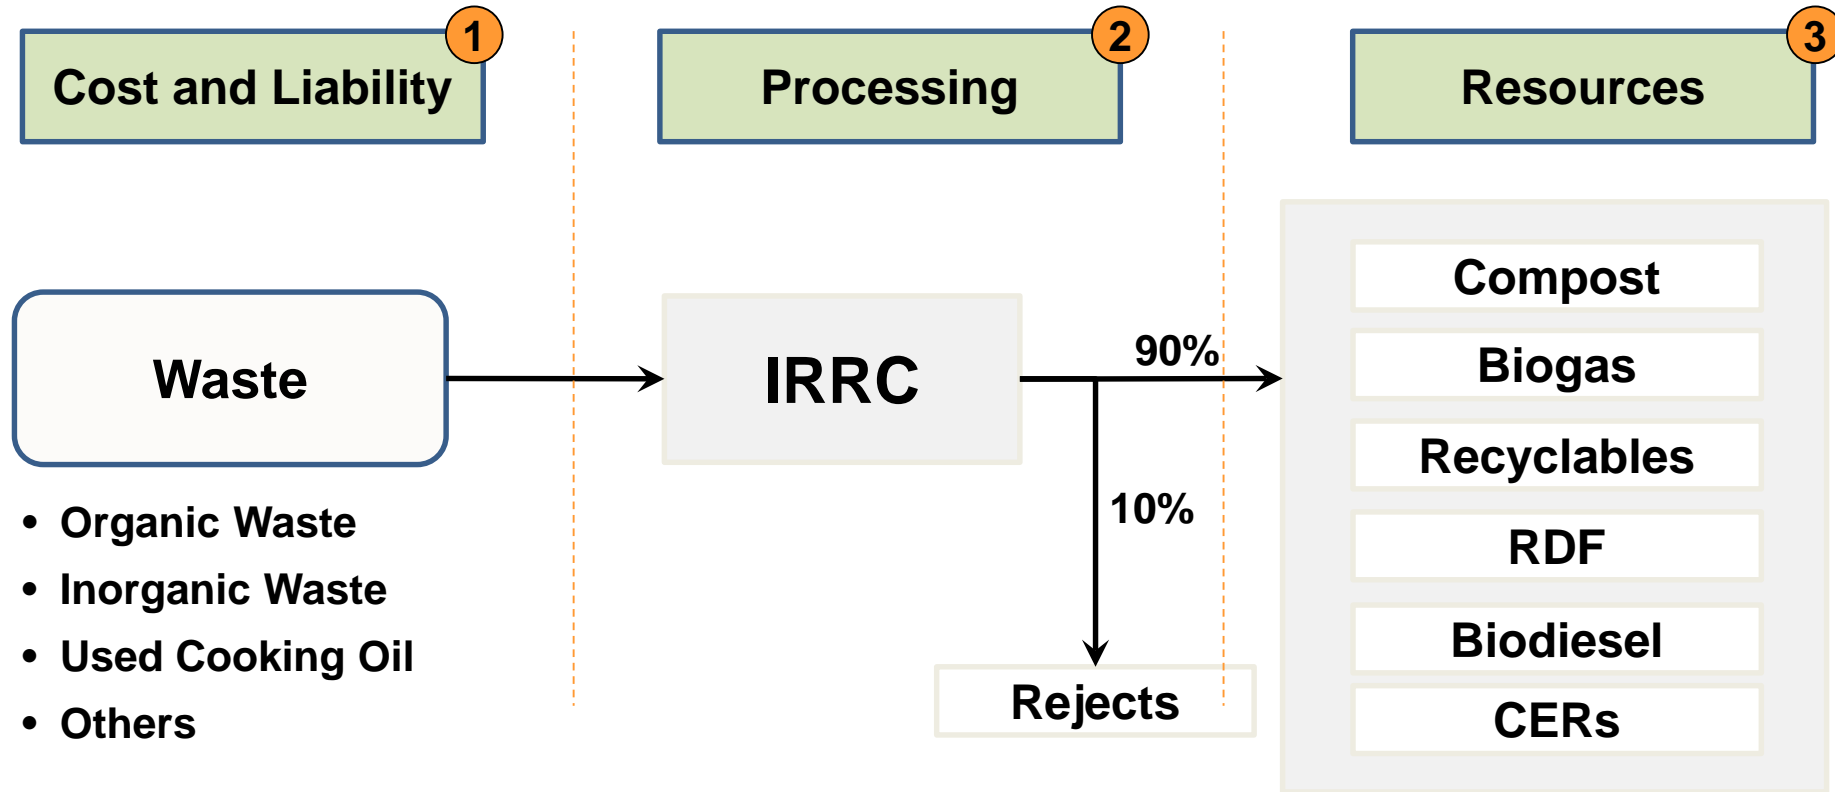 1
Cost and Liability
2
Processing
3
Resources
Waste
• Organic Waste
• Inorganic Waste
• Used Cooking Oil
• Others
IRRC
90%
10%
Rejects
Compost
Biogas
Recyclables
RDF
Biodiesel
CERs